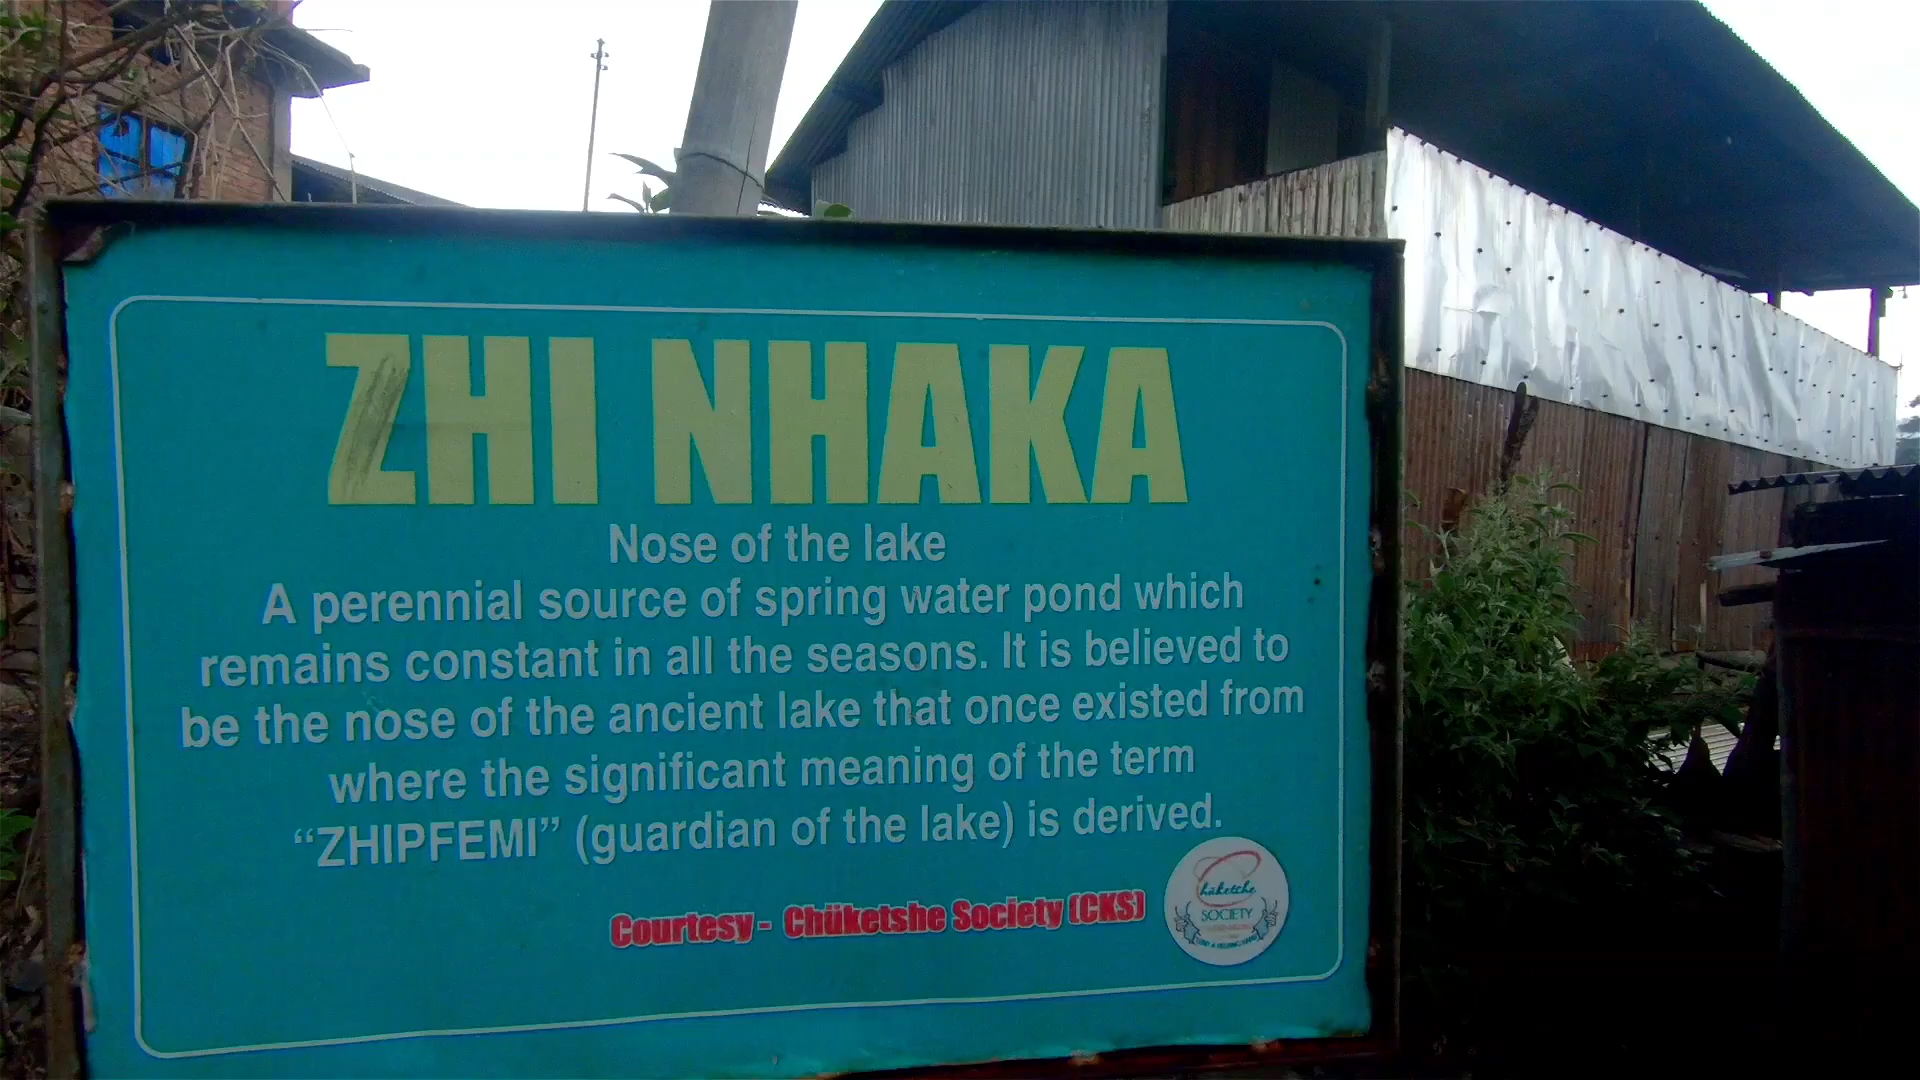 ZHI NHAKA
Nose of the lake
A perennial source of spring water pond which
remains constant in all the seasons. It is believed to
be the nose of the ancient lake that once existed from
where the significant meaning of the term
“ZHIPFEMI” (guardian of the lake) is derived.
Courtesy - Chüketshe Society (CKS)
Chüketshe
SOCIETY